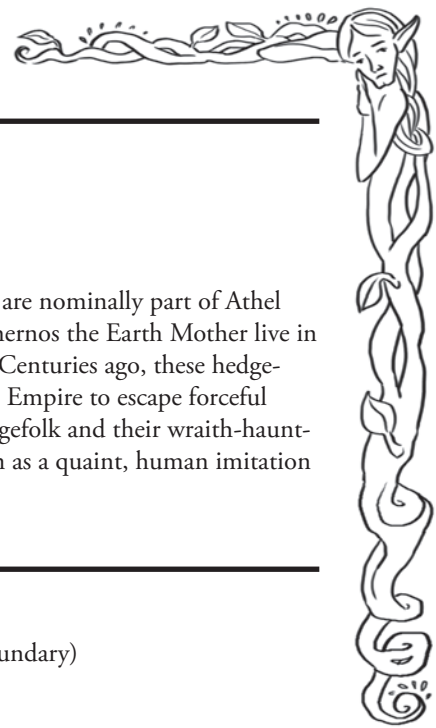 are nominally part of Athel
hernos the Earth Mother live in
Centuries ago, these hedge-
Empire to escape forceful
gefolk and their wraith-haunt-
as a quaint, human imitation
undary)